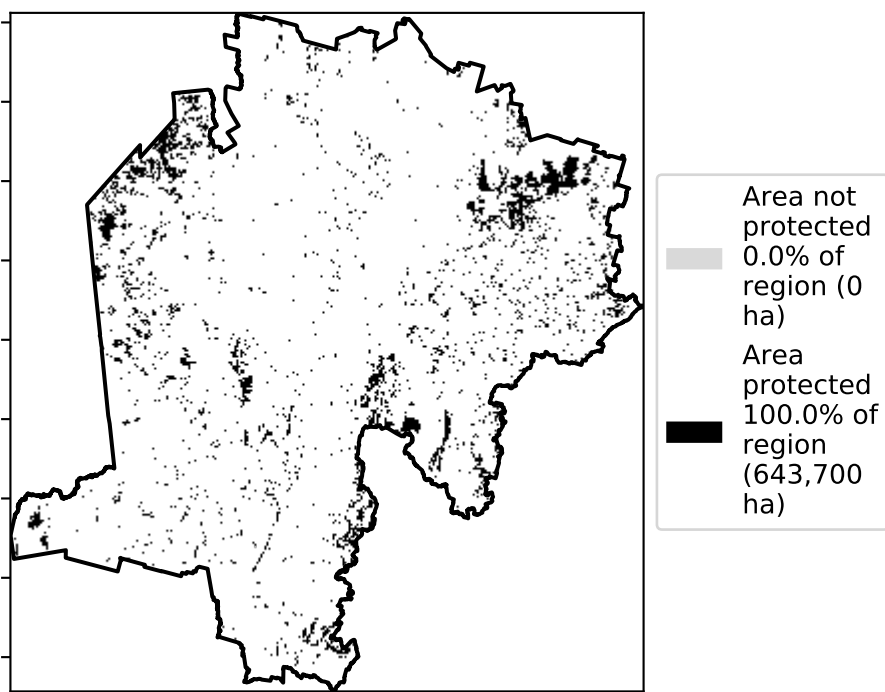 Area not
protected
0.0% of
region (0
ha)
Area
protected
100.0% of
region
(643,700
ha)